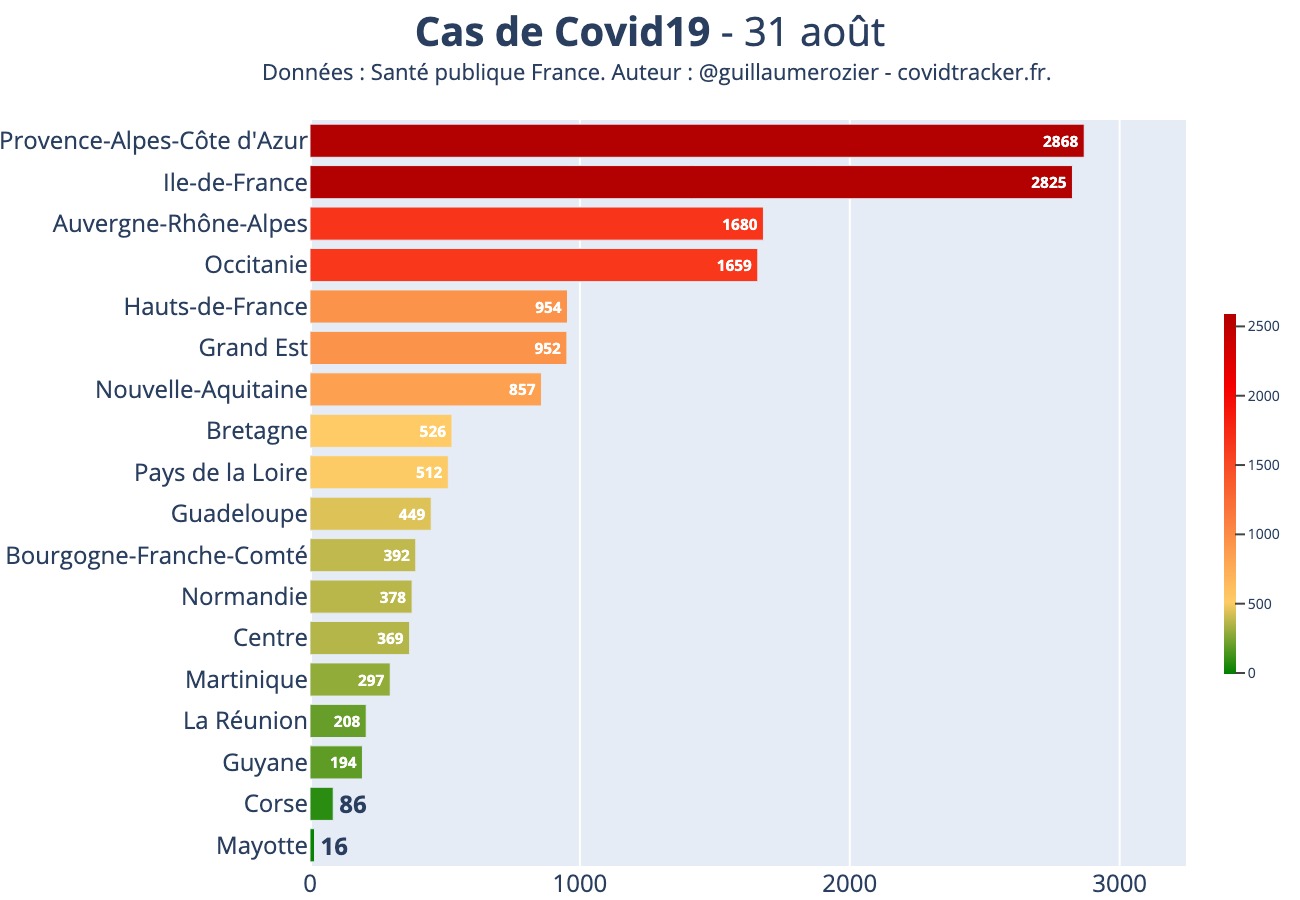 Cas de Covid19 - 31 août
Données : Santé publique France. Auteur : @guillaumerozier - covidtracker.fr.
Provence-Alpes-Côte d'Azur 2868
Ile-de-France 2825
Auvergne-Rhône-Alpes 1680
Occitanie 1659
Hauts-de-France 954
Grand Est 952
Nouvelle-Aquitaine 857
Bretagne 526
Pays de la Loire 512
Guadeloupe 449
Bourgogne-Franche-Comté 392
Normandie 378
Centre 369
Martinique 297
La Réunion 208
Guyane 194
Corse 86
Mayotte 16
0 1000 2000 3000
2500
2000
1500
1000
500
0